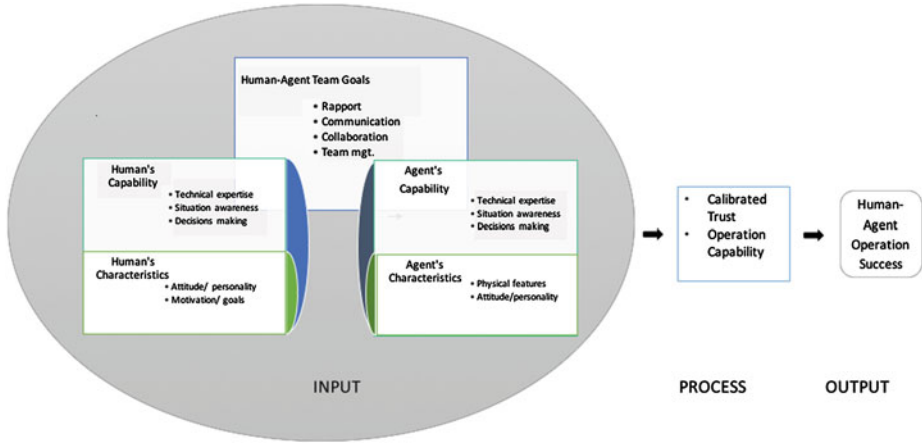 Human-Agent Team Goals
• Rapport
• Communication
• Collaboration
• Team mgt.
Human's
Capability
• Technical expertise
• Situation awareness
• Decisions making
Human's
Characteristics
• Attitude/ personality
• Motivation/ goals
Agent's
Capability
• Technical expertise
• Situation awareness
• Decisions making
Agent's
Characteristics
• Physical features
• Attitude/personality
INPUT
• Calibrated
Trust
• Operation
Capability
PROCESS
Human-
Agent
Operation
Success
OUTPUT